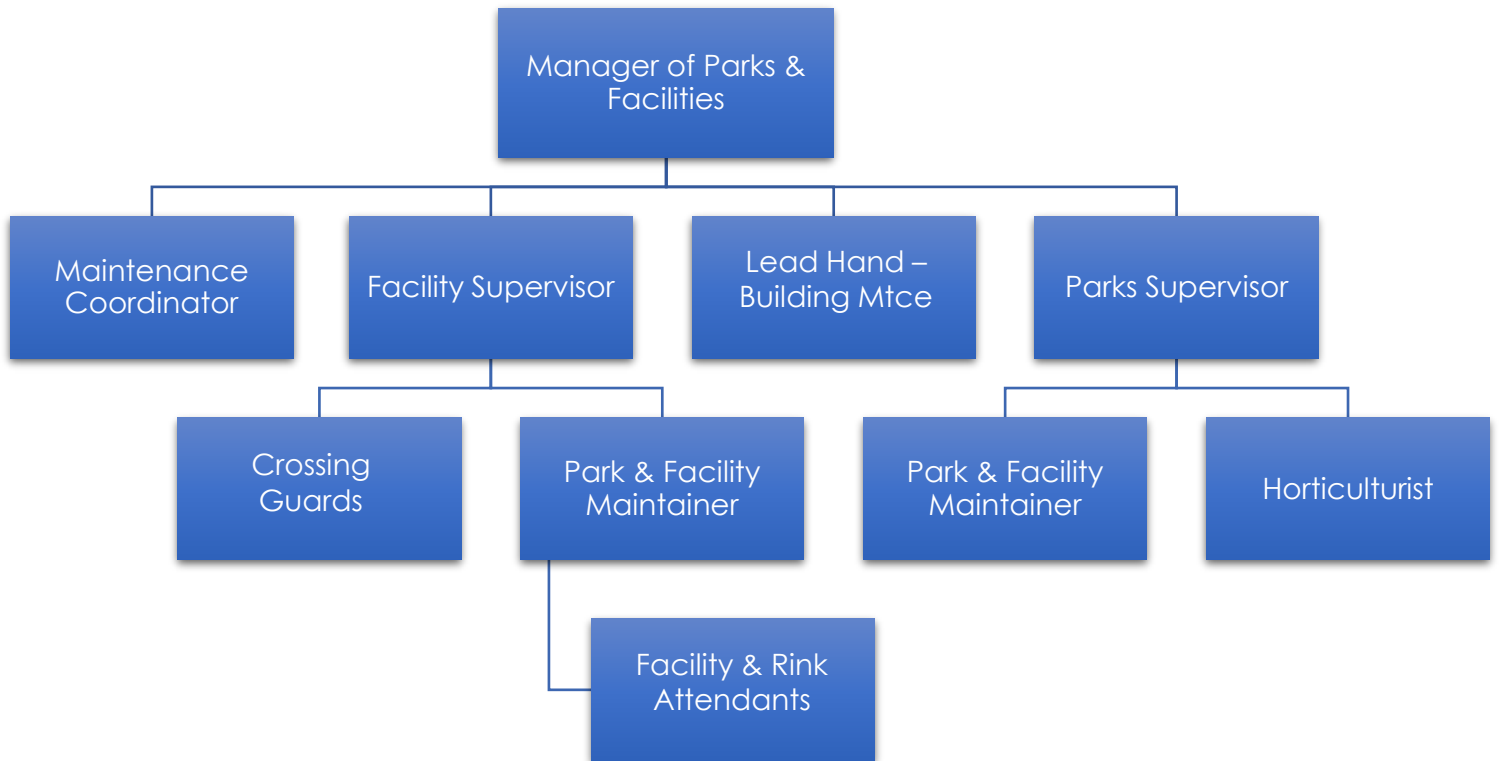 Manager of Parks &
Facilities
Maintenance
Coordinator
Facility Supervisor
Lead Hand –
Building Mtce
Parks Supervisor
Crossing
Guards
Park & Facility
Maintainer
Park & Facility
Maintainer
Horticulturist
Facility & Rink
Attendants